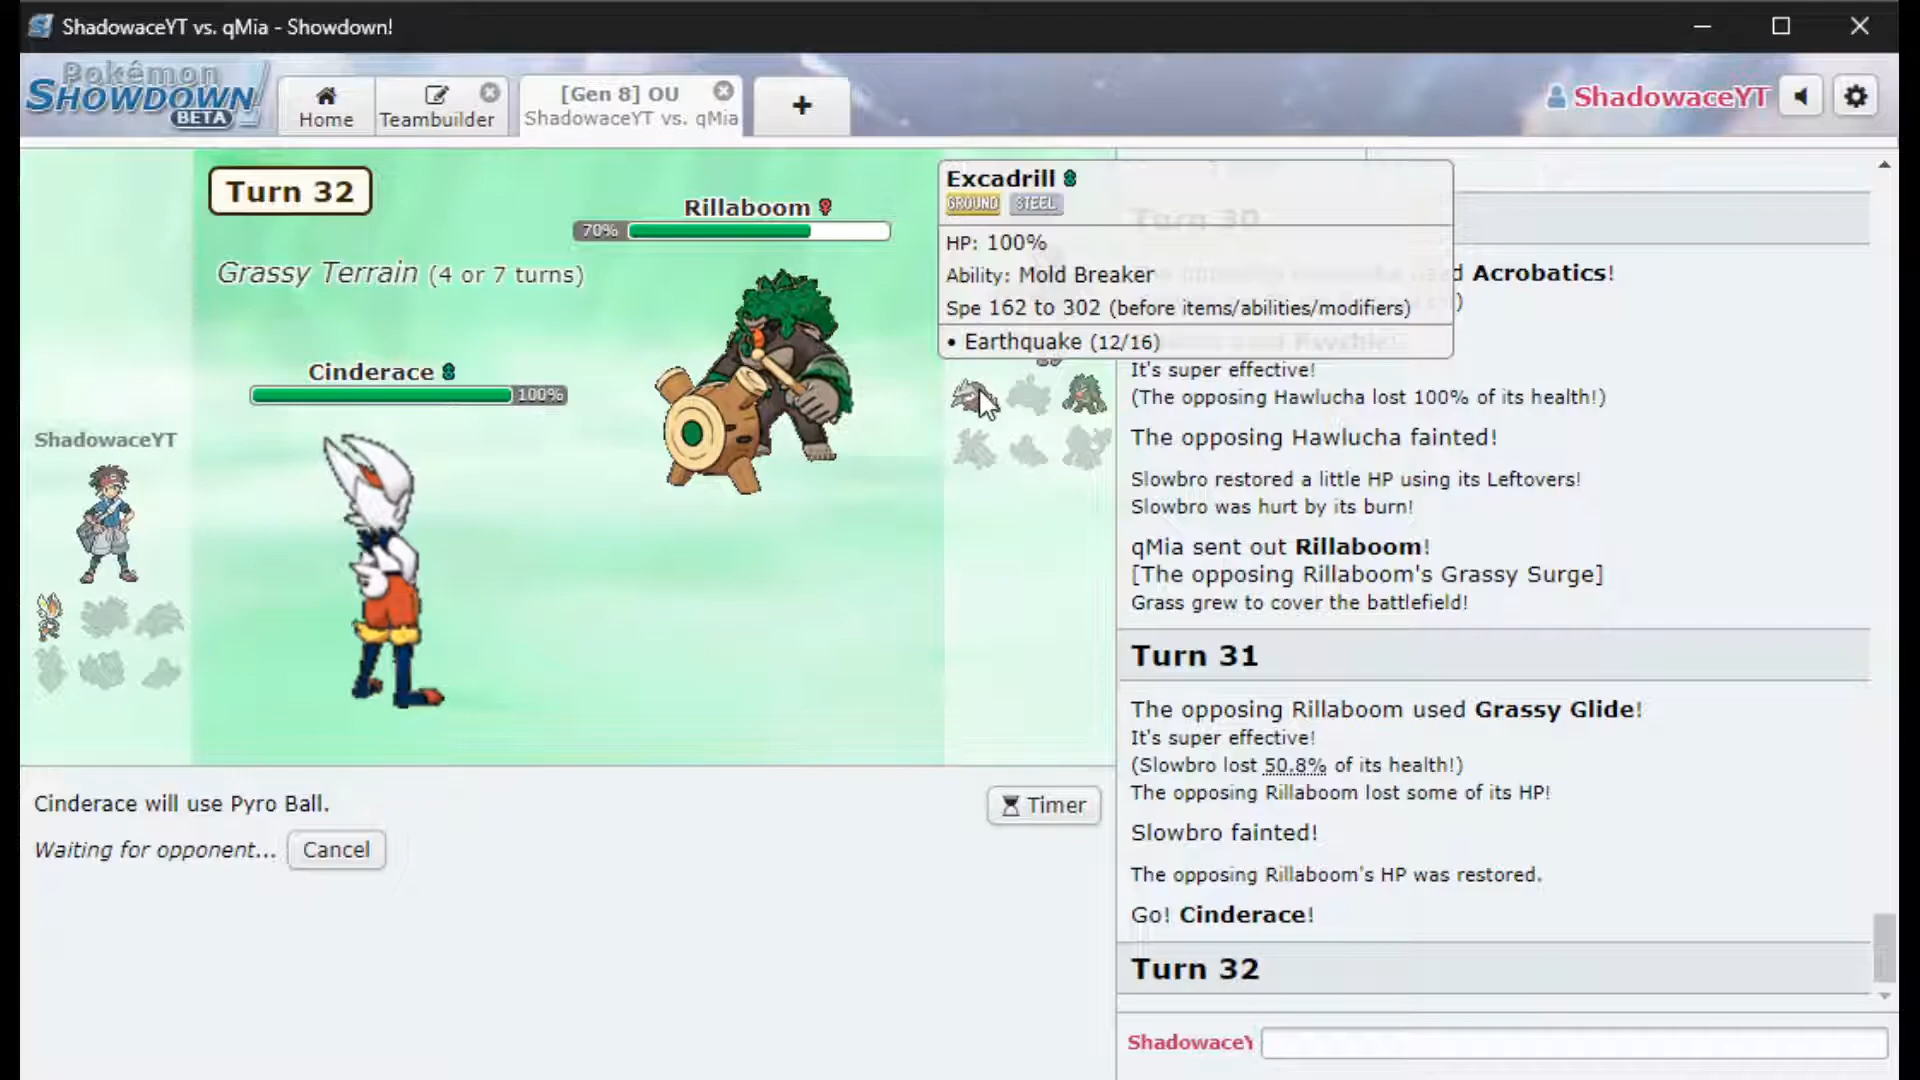 ShadowaceYT vs. qMia - Showdown!
Pokémon
SHOWDOWN
BETA
Home
Teambuilder
[Gen 8] OU
ShadowaceYT vs. qMia
+
ShadowaceYT
Turn 32
Grassy Terrain (4 or 7 turns)
Rillaboom
70%
Cinderace
100%
ShadowaceYT
Excadrill
GROUND
STEEL
HP: 100%
Ability: Mold Breaker
Spe 162 to 302 (before items/abilities/modifiers)
• Earthquake (12/16)
Turn 30
d Acrobatics!
It's super effective!
(The opposing Hawlucha lost 100% of its health!)
The opposing Hawlucha fainted!
Slowbro restored a little HP using its Leftovers!
Slowbro was hurt by its burn!
qMia sent out Rillaboom!
[The opposing Rillaboom's Grassy Surge]
Grass grew to cover the battlefield!
Turn 31
The opposing Rillaboom used Grassy Glide!
It's super effective!
(Slowbro lost 50.8% of its health!)
The opposing Rillaboom lost some of its HP!
Slowbro fainted!
The opposing Rillaboom's HP was restored.
Go! Cinderace!
Turn 32
Cinderace will use Pyro Ball.
Waiting for opponent... Cancel
Timer
ShadowaceY